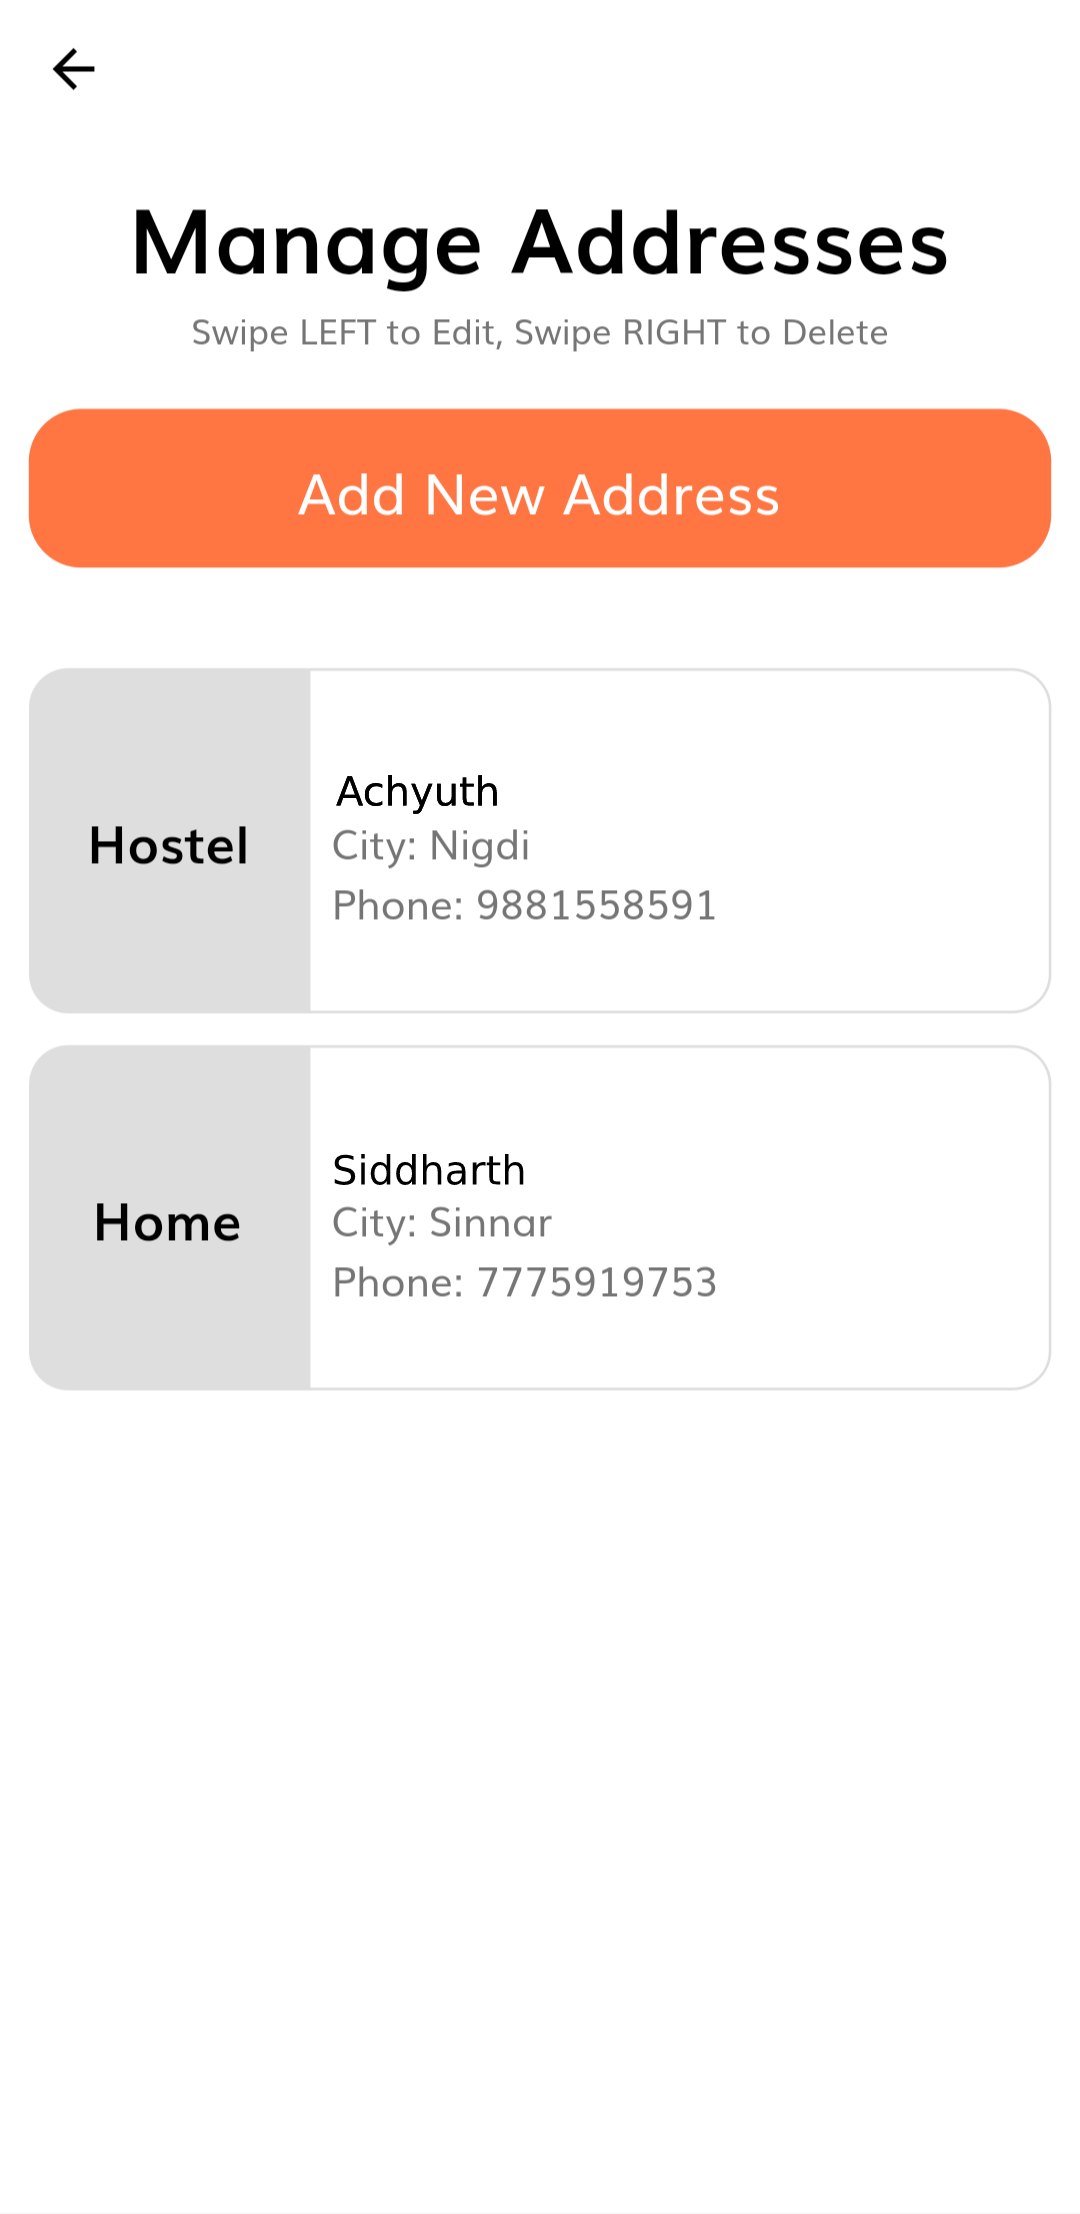 Manage Addresses
Swipe LEFT to Edit, Swipe RIGHT to Delete
Add New Address
Hostel
Achyuth
City: Nigdi
Phone: 9881558591
Home
Siddharth
City: Sinnar
Phone: 7775919753